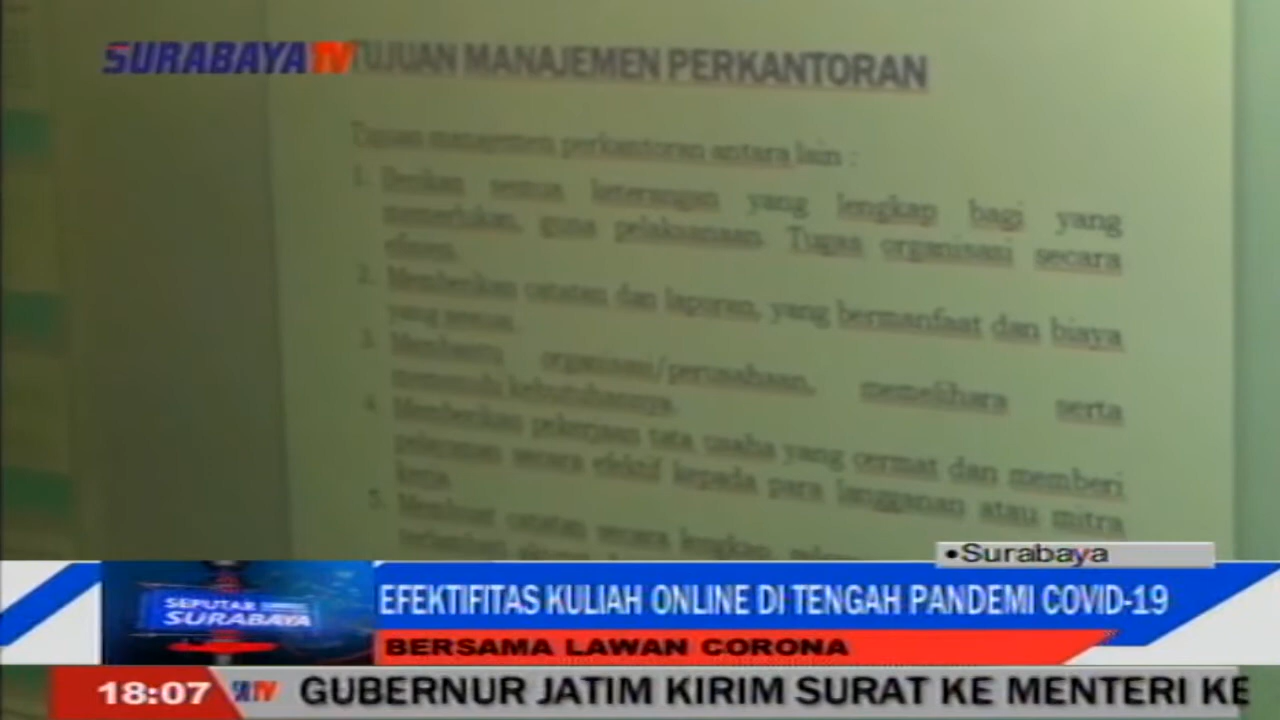 SURABAYATV
TUJUAN MANAJEMEN PERKANTORAN
Tujuan manajemen perkantoran antara lain :
1. Berikan semua keterangan yang lengkap bagi yang
memerlukan, guna pelaksanaan. Tugas organisasi secara
efisien.
2. Memberikan catatan dan laporan, yang bermanfaat dan biaya
yang sesuai.
3. Membantu organisasi/perusahaan, memelihara serta
memenuhi kebutuhannya.
4. Memberikan pekerjaan tata usaha yang cermat dan memberi
pelayanan secara efektif kepada para langganan atau mitra
kerja.
5. Membuat catatan secara lengkap,
•Surabaya
SEPUTAR
SURABAYA
EFEKTIFITAS KULIAH ONLINE DI TENGAH PANDEMI COVID-19
BERSAMA LAWAN CORONA
18:07 SBYTV GUBERNUR JATIM KIRIM SURAT KE MENTERI KE